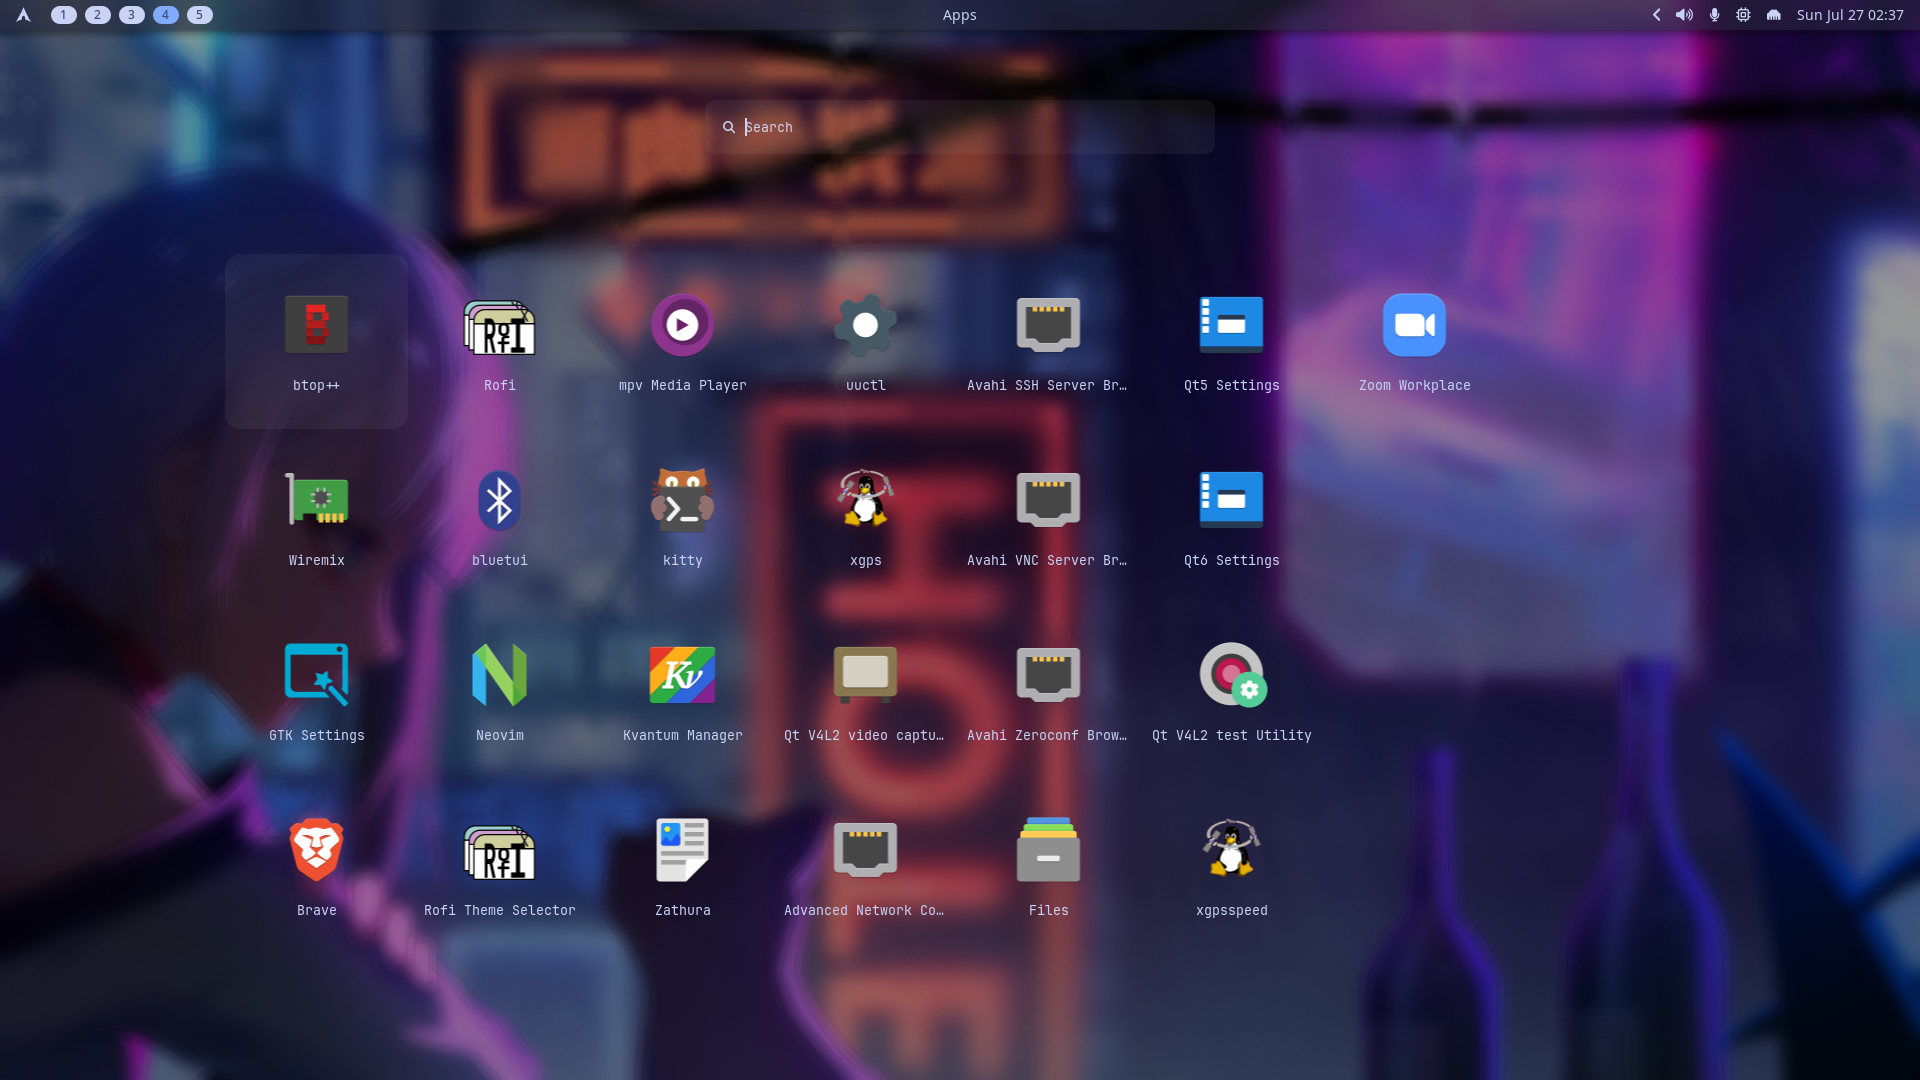 1 2 3 4 5
Apps
Sun Jul 27 02:37
Search
btop++
Rofi
mpv Media Player
uuctl
Avahi SSH Server Br…
Qt5 Settings
Zoom Workplace
Wiremix
bluetui
kitty
xgps
Avahi VNC Server Br…
Qt6 Settings
GTK Settings
Neovim
Kv
Kvantum Manager
Qt V4L2 video captu…
Avahi Zeroconf Brow…
Qt V4L2 test Utility
Brave
Rofi Theme Selector
Zathura
Advanced Network Co…
Files
xgpsspeed
HOTE